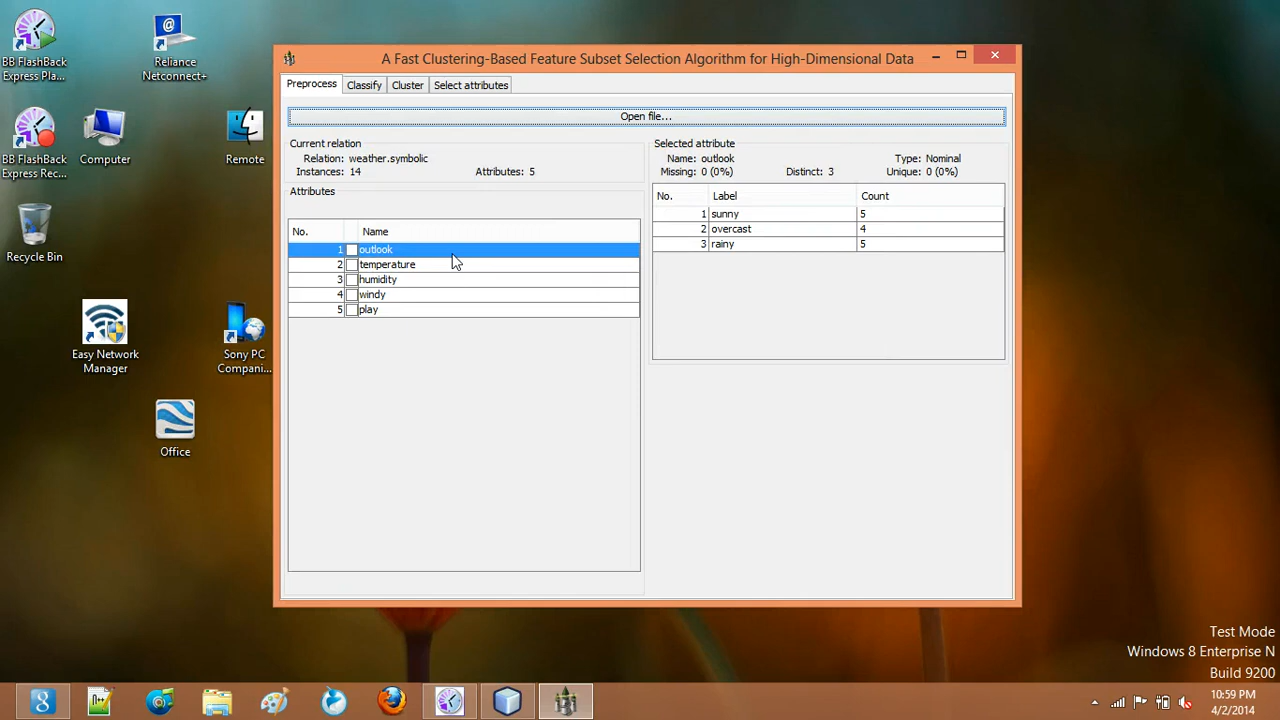 BB FlashBack
Express Pla...
Reliance
Netconnect+
BB FlashBack
Express Rec...
Computer
Remote
Recycle Bin
Easy Network
Manager
Sony PC
Compani...
Office
A Fast Clustering-Based Feature Subset Selection Algorithm for High-Dimensional Data
Preprocess Classify Cluster Select attributes
Open file...
Current relation
Relation: weather.symbolic
Instances: 14 Attributes: 5
Attributes
No. Name
1 outlook
2 temperature
3 humidity
4 windy
5 play
Selected attribute
Name: outlook Type: Nominal
Missing: 0 (0%) Distinct: 3 Unique: 0 (0%)
No. Label Count
1 sunny 5
2 overcast 4
3 rainy 5
Test Mode
Windows 8 Enterprise N
Build 9200
10:59 PM
4/2/2014